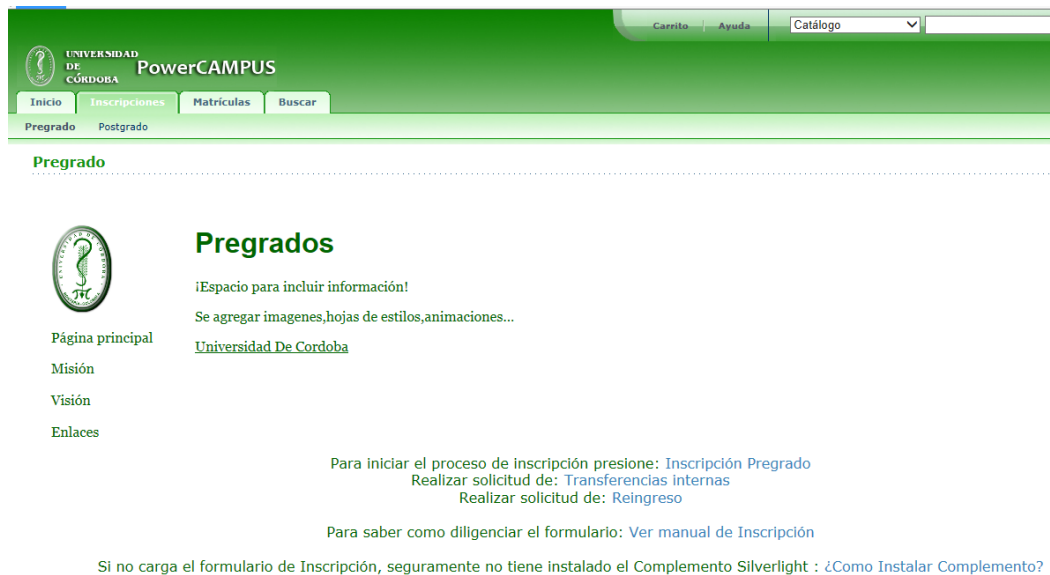 Carrito Ayuda Catálogo
UNIVERSIDAD
DE
CÓRDOBA
PowerCAMPUS
Inicio Inscripciones Matrículas Buscar
Pregrado Postgrado
Pregrado
Pregrados
¡Espacio para incluir información!
Se agregar imagenes,hojas de estilos,animaciones...
Universidad De Cordoba
Página principal
Misión
Visión
Enlaces
Para iniciar el proceso de inscripción presione: Inscripción Pregrado
Realizar solicitud de: Transferencias internas
Realizar solicitud de: Reingreso
Para saber como diligenciar el formulario: Ver manual de Inscripción
Si no carga el formulario de Inscripción, seguramente no tiene instalado el Complemento Silverlight : ¿Como Instalar Complemento?